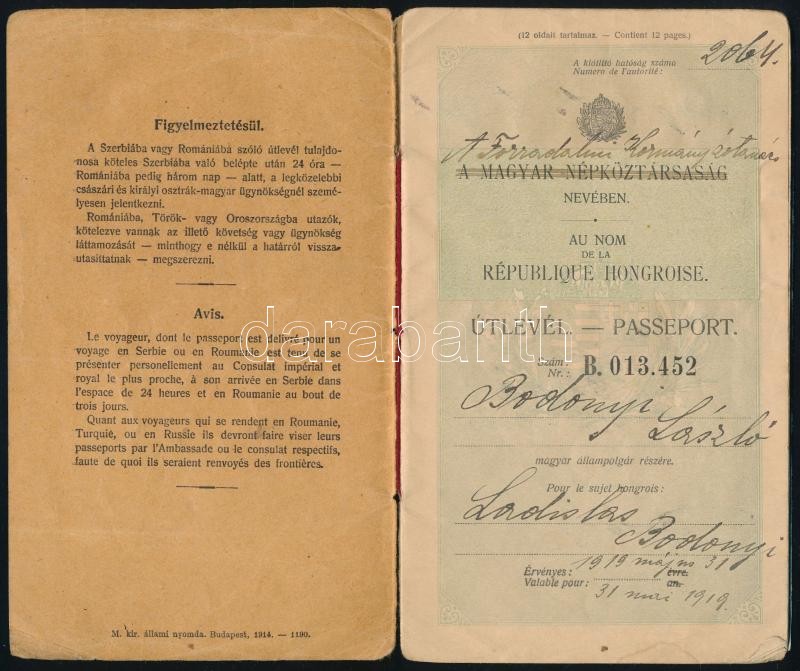 Figyelmeztetésül.
A Szerbiába vagy Romániába szóló útlevél tulajdo-
nosa köteles Szerbiába való belépte után 24 óra —
Romániába pedig három nap — alatt, a legközelebbi
császári és királyi osztrák-magyar ügynökségnél szemé-
lyesen jelentkezni.
Romániába, Török- vagy Oroszországba utazók,
kötelezve vannak az illető követség vagy ügynökség
láttamozását — minthogy e nélkül a határról vissza-
utasíttatnak — megszerezni.
Avis.
Le voyageur, dont le passeport est delivré pour un
voyage en Serbie ou en Roumanie est tenu de se
présenter personellement au Consulat impérial et
royal le plus proche, à son arrivée en Serbie dans
l'espace de 24 heures et en Roumanie au bout de
trois jours.
Quant aux voyageurs qui se rendent en Roumanie,
Turquie, ou en Russie ils devront faire viser leurs
passeports par l'Ambassade ou le consulat respectifs,
faute de quoi ils seraient renvoyés des frontières.
M. kir. állami nyomda. Budapest, 1914. — 1190.
(12 oldalt tartalmaz. — Contient 12 pages.)
A kiállító hatóság száma
Numero de l'autorité:
2064.
A Forradalmi Kormányzótanács
A MAGYAR NÉPKÖZTÁRSASÁG
NEVÉBEN.
AU NOM
DE LA
RÉPUBLIQUE HONGROISE.
ÚTLEVÉL. — PASSEPORT.
Szám:
Nr.: B. 013.452
Bodonyi
László
magyar állampolgár részére.
Pour le sujet hongrois:
Ladislas
Bodonyi
1919 május 31
Érvényes: évre.
Valable pour: an.
31 mai 1919.
darabanth.com